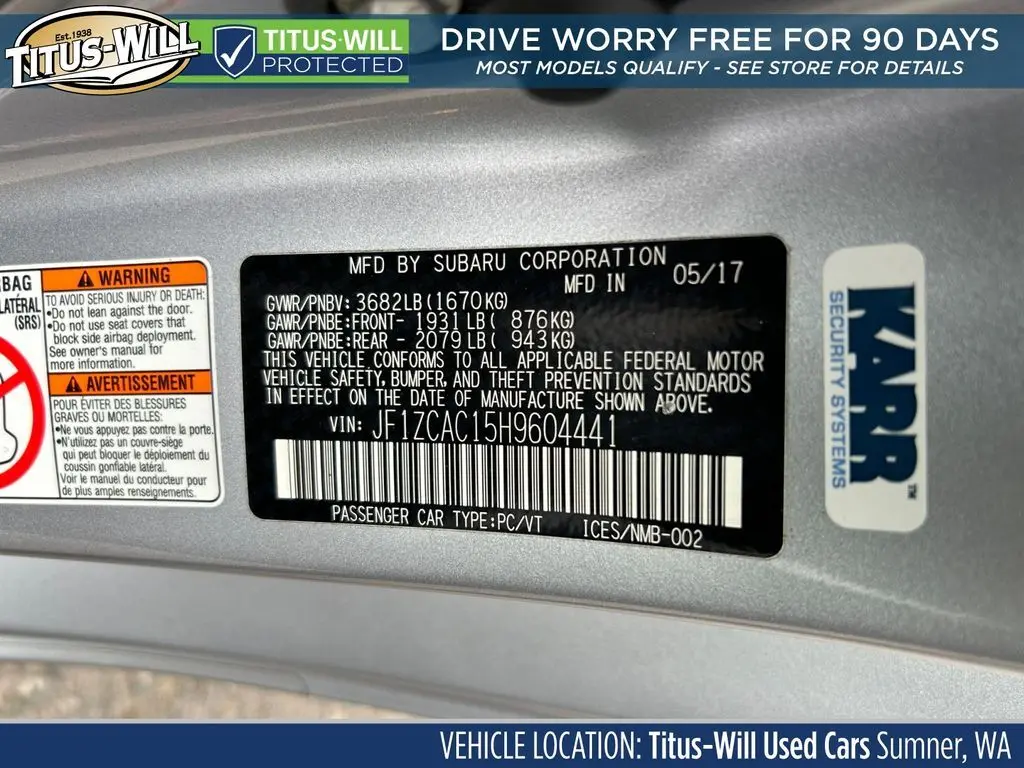 Est.1938
TITUS-WILL
TITUS-WILL
PROTECTED
DRIVE WORRY FREE FOR 90 DAYS
MOST MODELS QUALIFY - SEE STORE FOR DETAILS
BAG
LATÉRAL
(SRS)
WARNING
TO AVOID SERIOUS INJURY OR DEATH:
•Do not lean against the door.
•Do not use seat covers that
block side airbag deployment.
See owner's manual for
more information.
AVERTISSEMENT
POUR ÉVITER DES BLESSURES
GRAVES OU MORTELLES:
•Ne vous appuyez pas contre la porte.
•N'utilizes pas un couvre-siège
qui peut bloquer le déploiement du
coussin gonflable latéral.
Voir le manuel du conducteur pour
de plus amples renseignements.
MFD BY SUBARU CORPORATION
MFD IN 05/17
GVWR/PNBV: 3682LB(1670KG)
GAWR/PNBE:FRONT- 1931LB( 876KG)
GAWR/PNBE:REAR - 2079LB( 943KG)
THIS VEHICLE CONFORMS TO ALL APPLICABLE FEDERAL MOTOR
VEHICLE SAFETY, BUMPER, AND THEFT PREVENTION STANDARDS
IN EFFECT ON THE DATE OF MANUFACTURE SHOWN ABOVE.
VIN: JF1ZCAC15H9604441
PASSENGER CAR TYPE:PC/VT ICES/NMB-002
KARR™
SECURITY SYSTEMS
VEHICLE LOCATION: Titus-Will Used Cars Sumner, WA